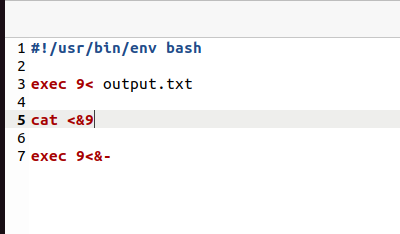 1 #!/usr/bin/env bash
2
3 exec 9< output.txt
4
5 cat <&9
6
7 exec 9<&-